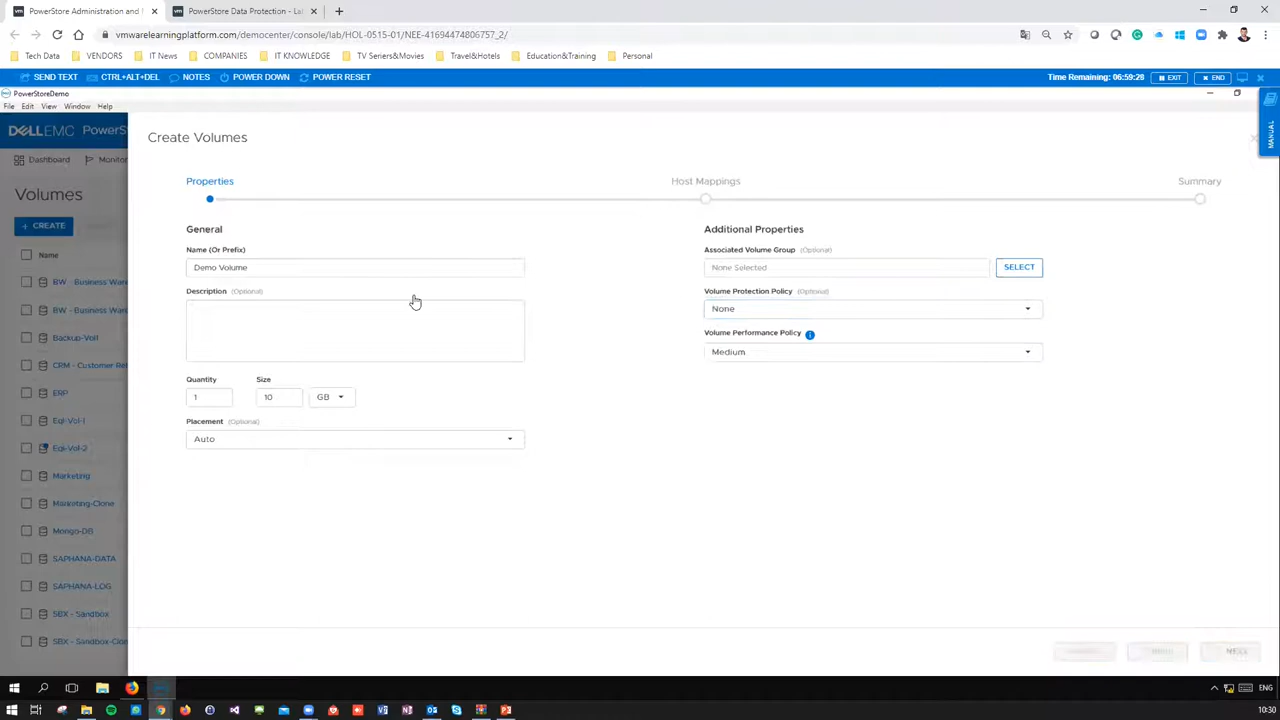 PowerStore Administration and
PowerStore Data Protection - La
vmwarelearningplatform.com/democenter/console/lab/HOL-0515-01/NEE-41694474806757_2/
Tech Data
VENDORS
IT News
COMPANIES
IT KNOWLEDGE
TV Seriers&Movies
Travel&Hotels
Education&Training
Personal
SEND TEXT
CTRL+ALT+DEL
NOTES
POWER DOWN
POWER RESET
Time Remaining: 06:59:28
EXIT
END
PowerStoreDemo
File Edit View Window Help
MANUAL
DELLEMC PowerSt
Dashboard
Monitor
Volumes
+ CREATE
Name
BW - Business Ware
BW - Business Ware
Backup-Vol1
CRM - Customer Rel
ERP
Eql-Vol-1
Eql-Vol-2
Marketing
Marketing-Clone
Mongo-DB
SAPHANA-DATA
SAPHANA-LOG
SBX - Sandbox
SBX - Sandbox-Clon
Create Volumes
Properties
Host Mappings
Summary
General
Name (Or Prefix)
Demo Volume
Description (Optional)
Quantity
Size
1
10
GB
Placement (Optional)
Auto
Additional Properties
Associated Volume Group (Optional)
None Selected
SELECT
Volume Protection Policy (Optional)
None
Volume Performance Policy
Medium
NEXT
ENG
10:30